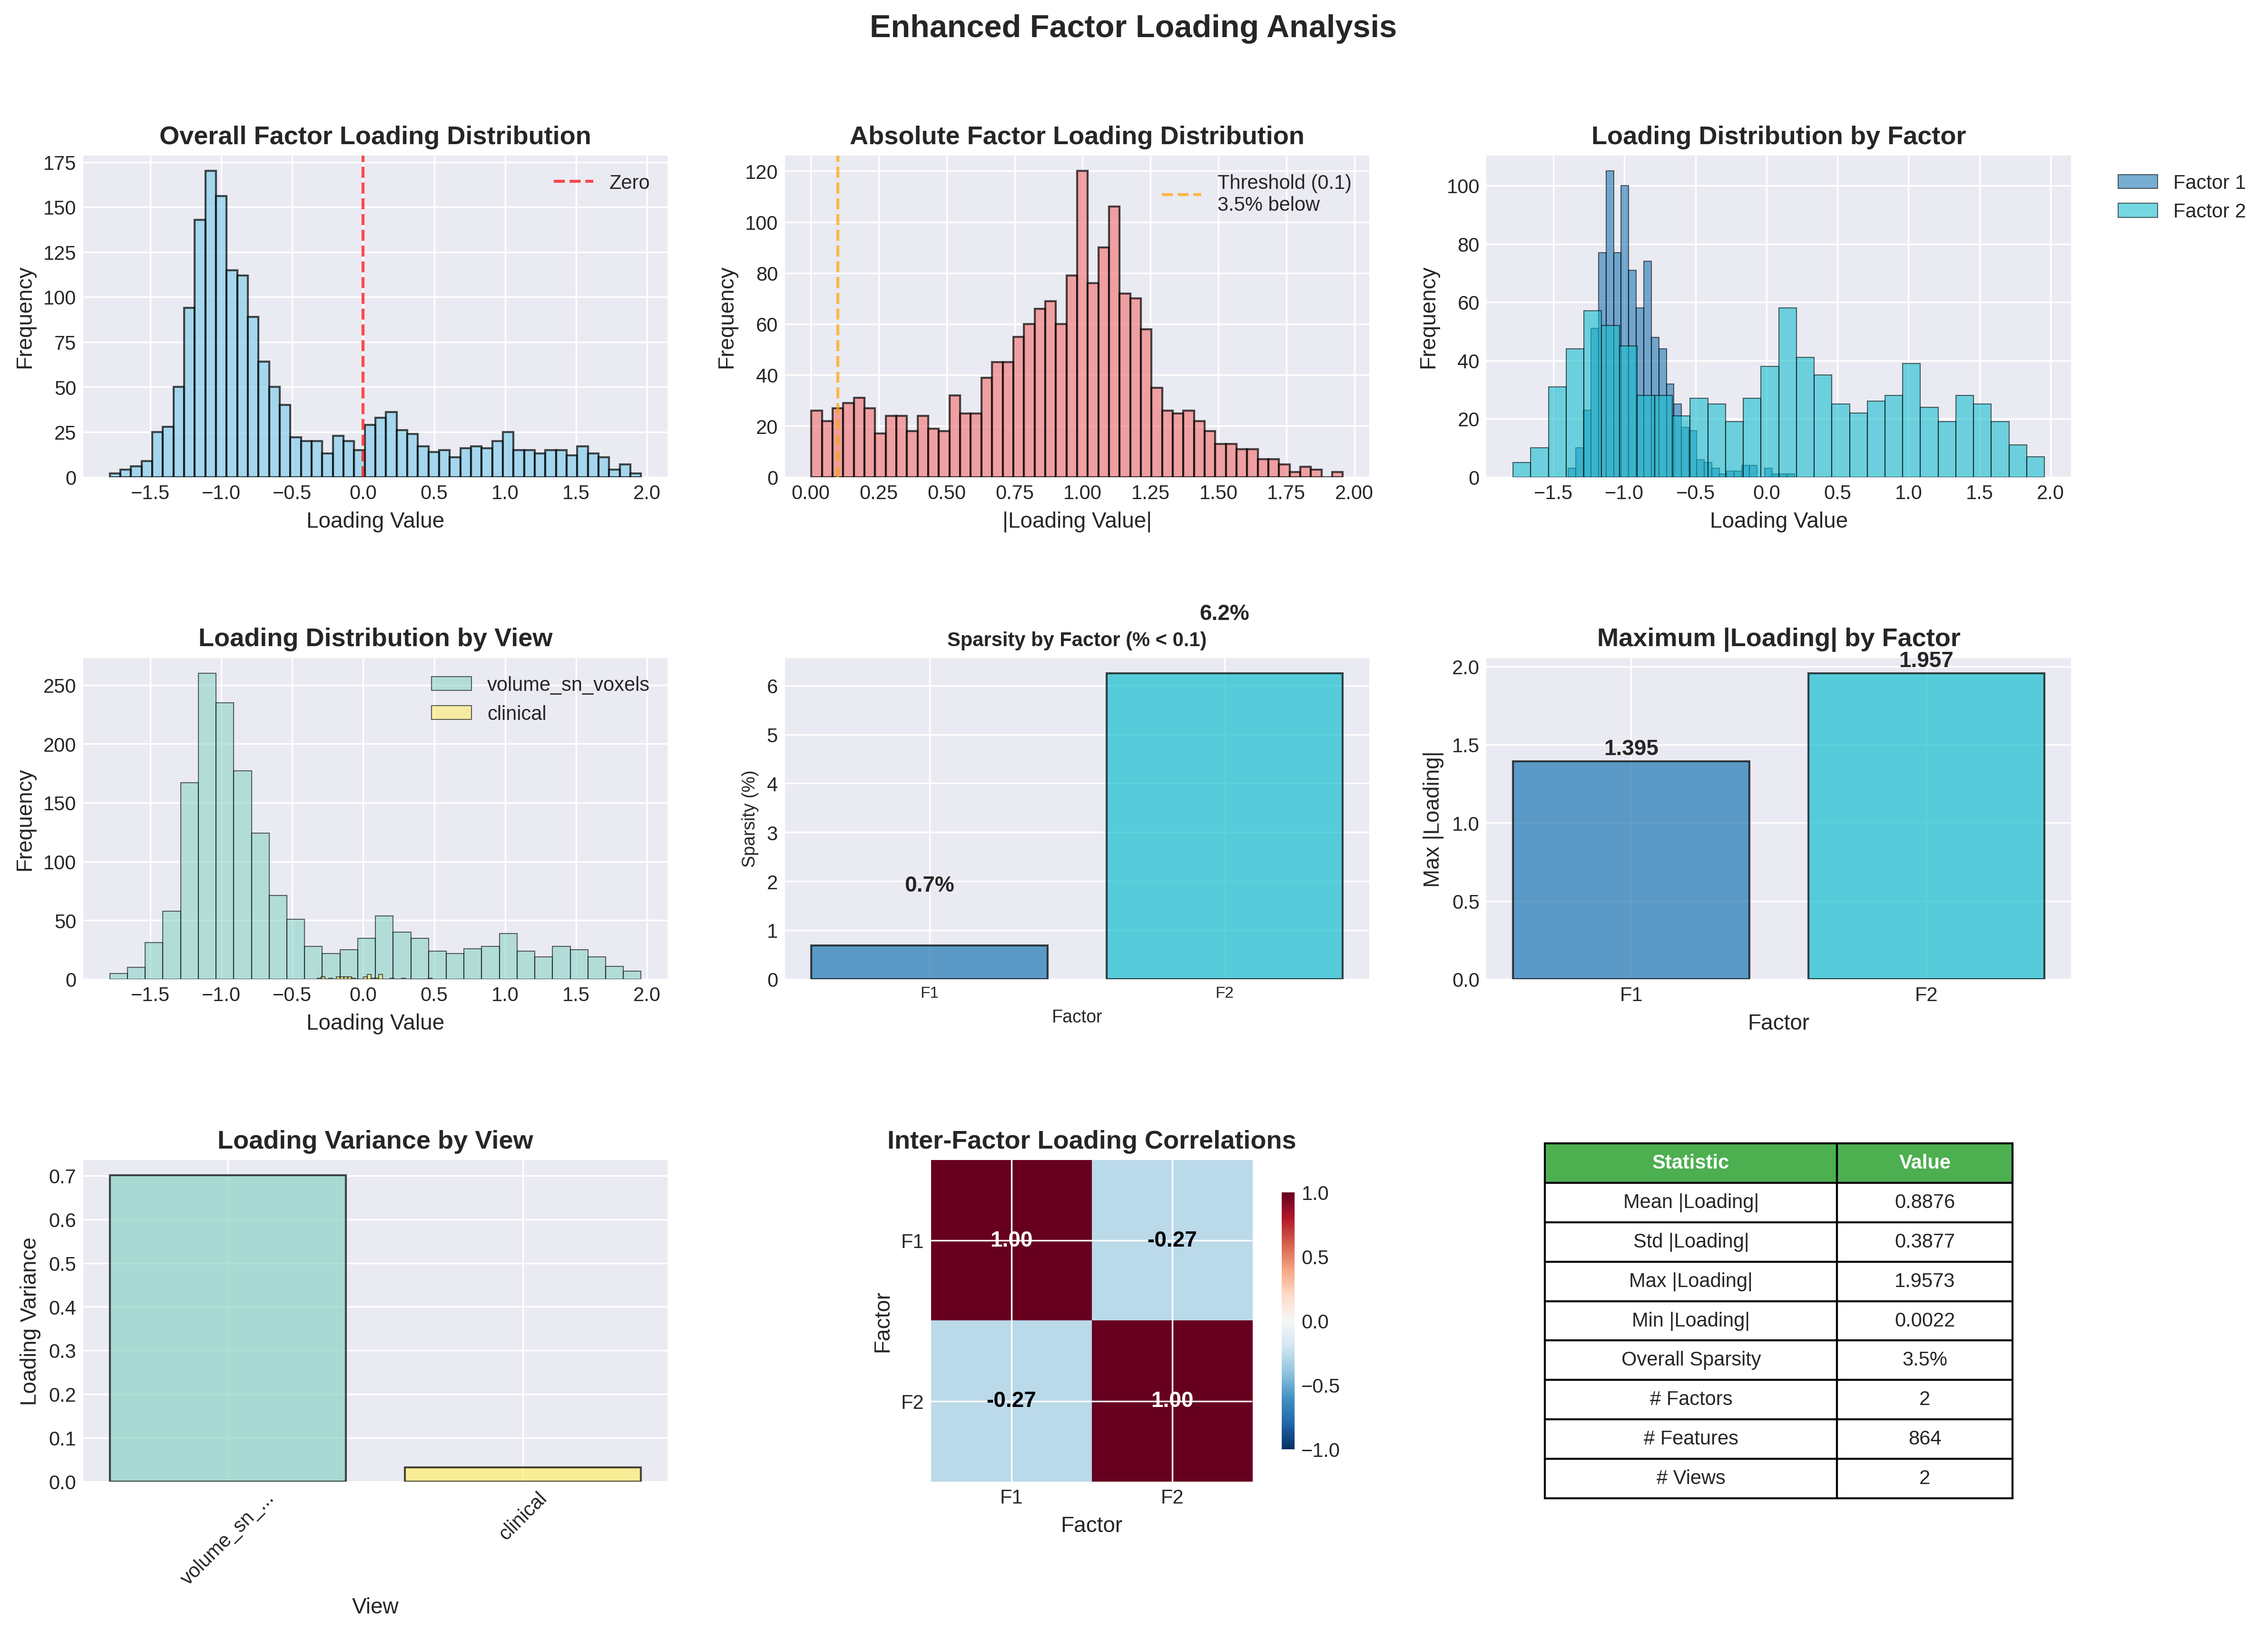 Enhanced Factor Loading Analysis
Overall Factor Loading Distribution
175
150
125
100
75
50
25
0
−1.5 −1.0 −0.5 0.0 0.5 1.0 1.5 2.0
Frequency
Loading Value
Zero
Absolute Factor Loading Distribution
120
100
80
60
40
20
0
0.00 0.25 0.50 0.75 1.00 1.25 1.50 1.75 2.00
Frequency
|Loading Value|
Threshold (0.1)
3.5% below
Loading Distribution by Factor
100
80
60
40
20
0
−1.5 −1.0 −0.5 0.0 0.5 1.0 1.5 2.0
Frequency
Loading Value
Factor 1
Factor 2
Loading Distribution by View
250
200
150
100
50
0
−1.5 −1.0 −0.5 0.0 0.5 1.0 1.5 2.0
Frequency
Loading Value
volume_sn_voxels
clinical
6.2%
Sparsity by Factor (% < 0.1)
6
5
4
3
2
1
0
0.7%
F1 F2
Sparsity (%)
Factor
Maximum |Loading| by Factor
2.0
1.5
1.0
0.5
0.0
1.957
1.395
F1 F2
Max |Loading|
Factor
Loading Variance by View
0.7
0.6
0.5
0.4
0.3
0.2
0.1
0.0
Loading Variance
volume_sn_...
clinical
View
Inter-Factor Loading Correlations
F1
F2
1.00 -0.27
-0.27 1.00
F1 F2
Factor
Factor
1.0
0.5
0.0
−0.5
−1.0
Statistic Value
Mean |Loading| 0.8876
Std |Loading| 0.3877
Max |Loading| 1.9573
Min |Loading| 0.0022
Overall Sparsity 3.5%
# Factors 2
# Features 864
# Views 2